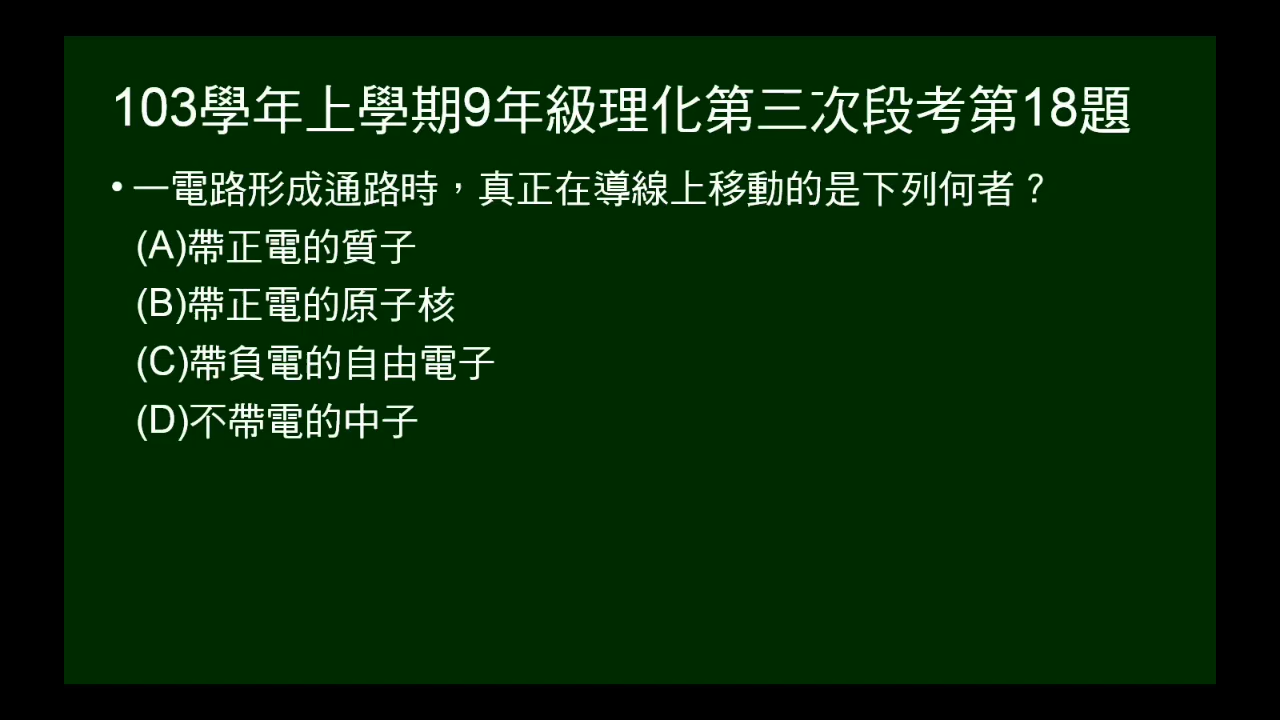 103學年上學期9年級理化第三次段考第18題
•一電路形成通路時，真正在導線上移動的是下列何者？
(A)帶正電的質子
(B)帶正電的原子核
(C)帶負電的自由電子
(D)不帶電的中子